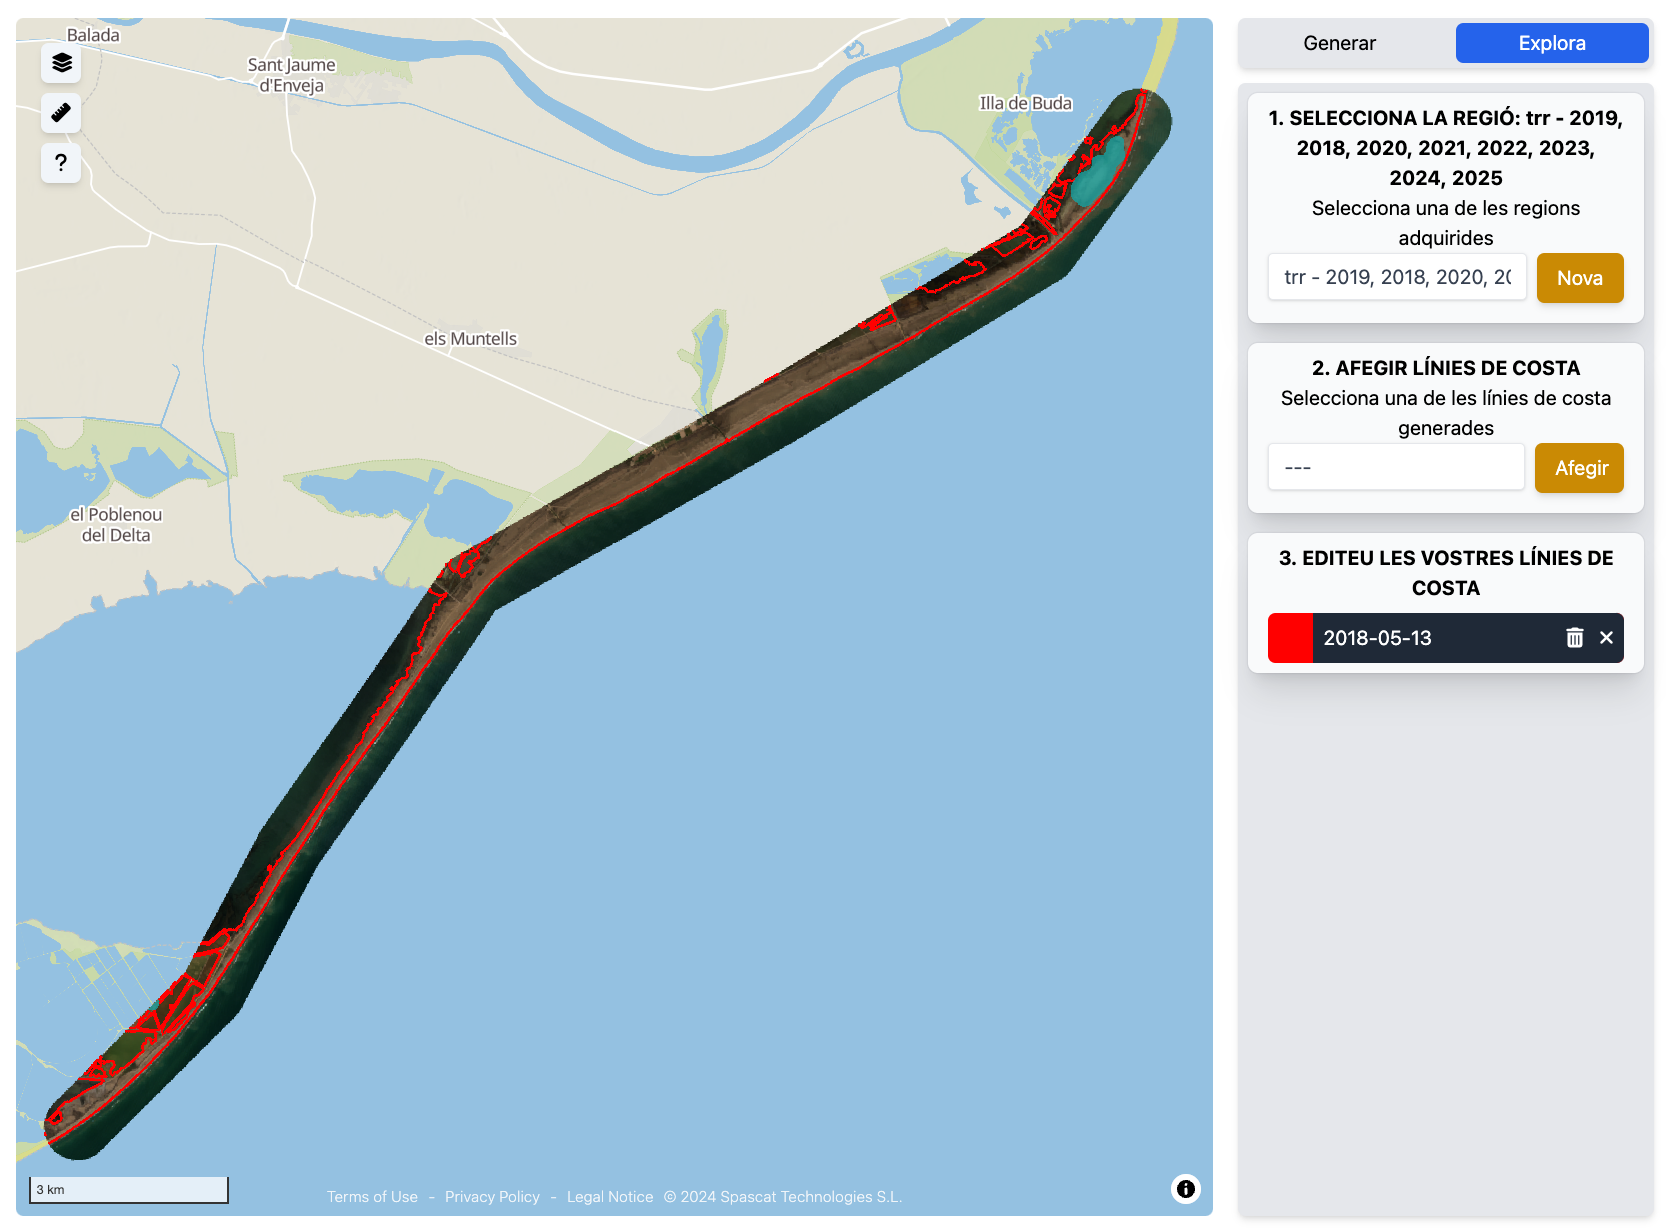 Balada
Sant Jaume
d'Enveja
Illa de Buda
els Muntells
el Poblenou
del Delta
?
3 km
Terms of Use - Privacy Policy - Legal Notice © 2024 Spascat Technologies S.L.
Generar
Explora
1. SELECCIONA LA REGIÓ: trr - 2019,
2018, 2020, 2021, 2022, 2023,
2024, 2025
Selecciona una de les regions
adquirides
trr - 2019, 2018, 2020, 20
Nova
2. AFEGIR LÍNIES DE COSTA
Selecciona una de les línies de costa
generades
---
Afegir
3. EDITEU LES VOSTRES LÍNIES DE
COSTA
2018-05-13